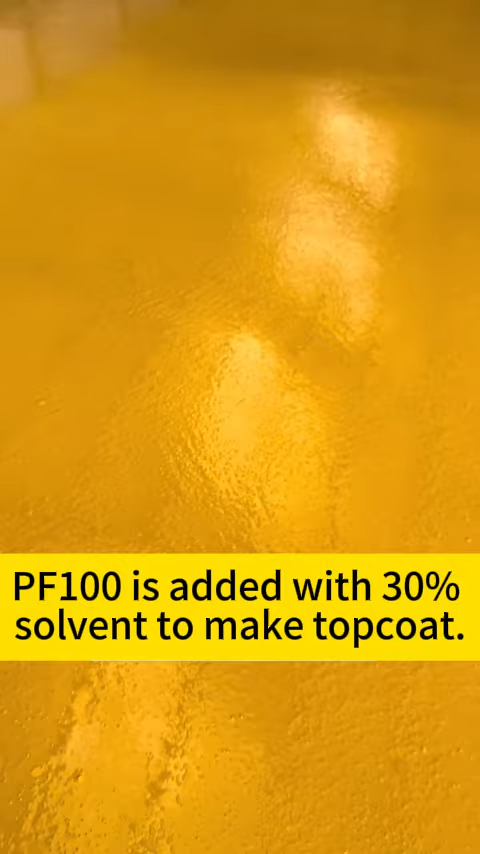 PF100 is added with 30%
solvent to make topcoat.